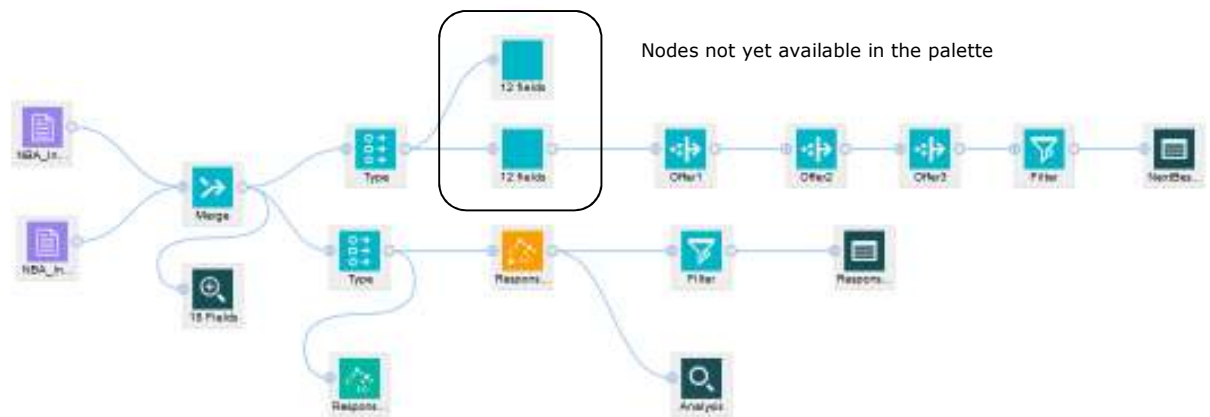 Nodes not yet available in the palette
12 fields
NBA_In...
Type
12 fields
Offer1
Offer2
Offer3
Filter
NextBes...
Merge
NBA_In...
Type
Respons...
Filter
Respons...
18 Fields
Respons...
Analysis